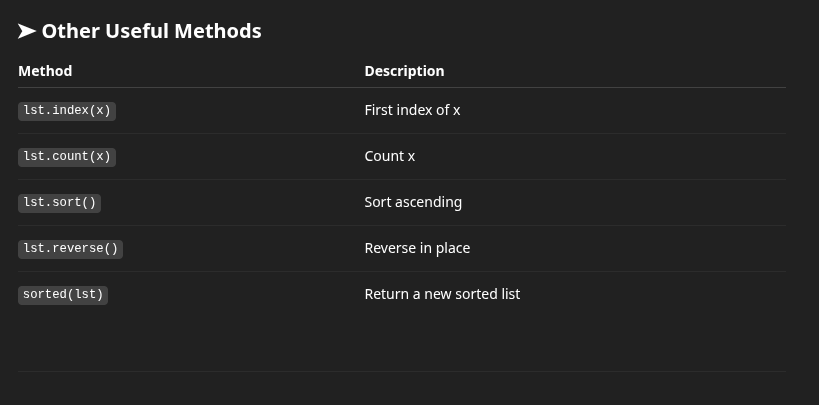 ➤ Other Useful Methods
Method Description
lst.index(x) First index of x
lst.count(x) Count x
lst.sort() Sort ascending
lst.reverse() Reverse in place
sorted(lst) Return a new sorted list